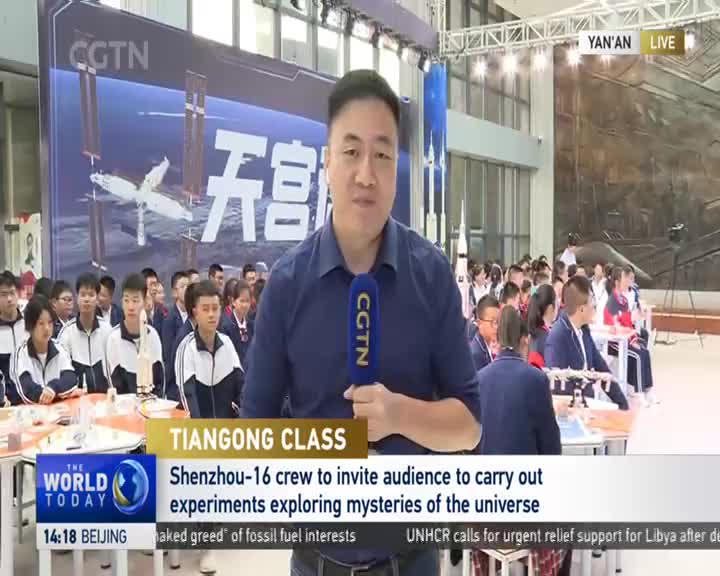 CGTN
YAN'AN LIVE
天宫
CGTN
TIANGONG CLASS
Shenzhou-16 crew to invite audience to carry out
experiments exploring mysteries of the universe
THE
WORLD
TODAY
14:18 BEIJING
naked greed" of fossil fuel interests UNHCR calls for urgent relief support for Libya after